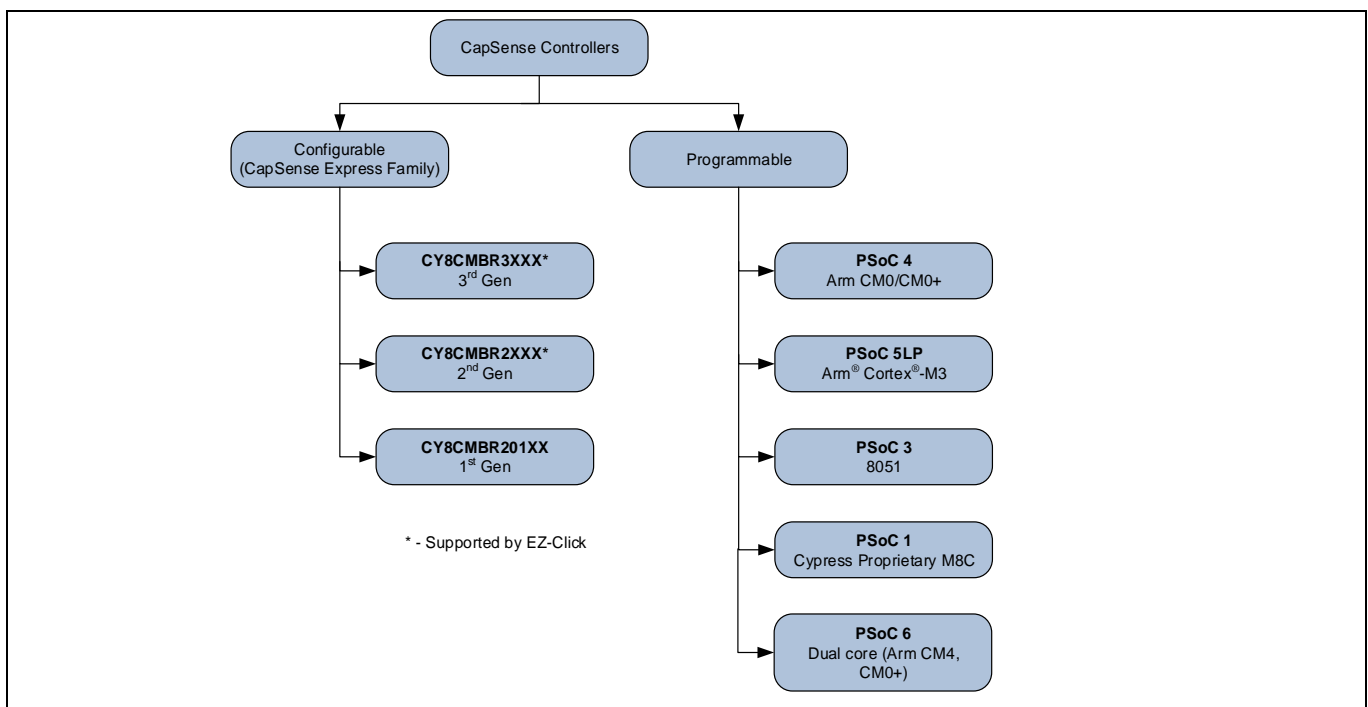 CapSense Controllers
Configurable
(CapSense Express Family)
Programmable
CY8CMBR3XXX*
3rd Gen
CY8CMBR2XXX*
2nd Gen
CY8CMBR201XX
1st Gen
* - Supported by EZ-Click
PSoC 4
Arm CM0/CM0+
PSoC 5LP
Arm® Cortex®-M3
PSoC 3
8051
PSoC 1
Cypress Proprietary M8C
PSoC 6
Dual core (Arm CM4,
CM0+)